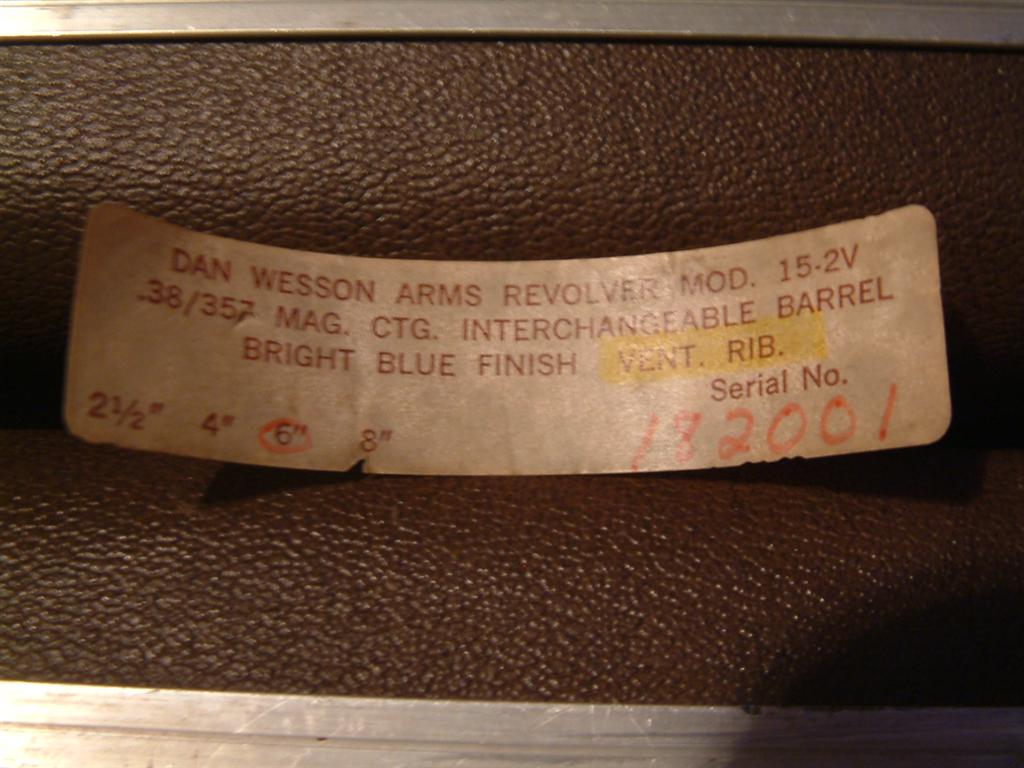 DAN WESSON ARMS REVOLVER MOD. 15-2V
.38/357 MAG. CTG. INTERCHANGEABLE BARREL
BRIGHT BLUE FINISH VENT. RIB.
Serial No.
2½" 4" 6" 8" 182001